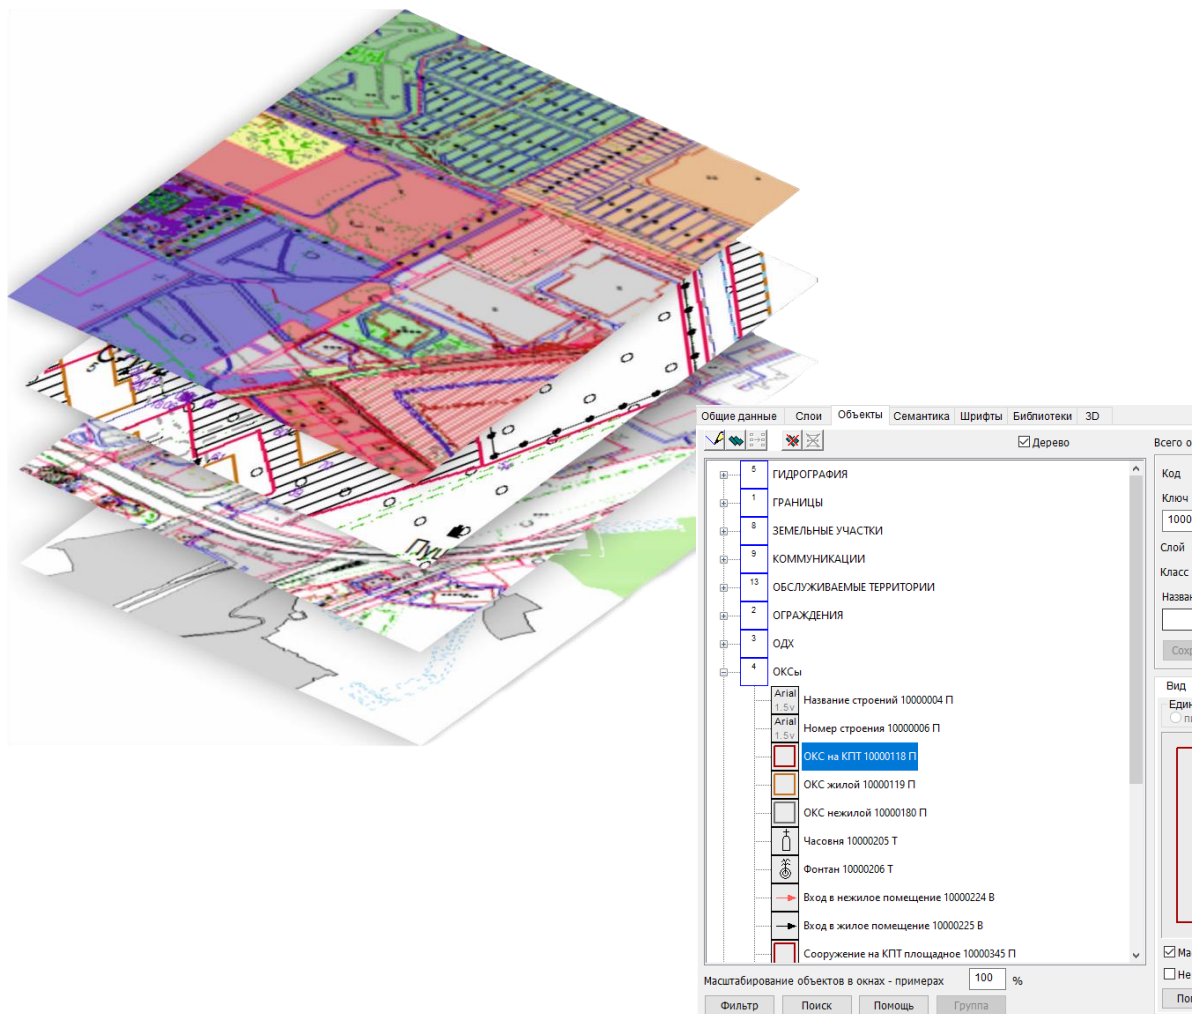 Общие данные Слои Объекты Семантика Шрифты Библиотеки 3D
Дерево
Всего о
5 ГИДРОГРАФИЯ
1 ГРАНИЦЫ
8 ЗЕМЕЛЬНЫЕ УЧАСТКИ
9 КОММУНИКАЦИИ
13 ОБСЛУЖИВАЕМЫЕ ТЕРРИТОРИИ
2 ОГРАЖДЕНИЯ
3 ОДХ
4 ОКСы
Arial 1.5v Название строений 10000004 П
Arial 1.5v Номер строения 10000006 П
ОКС на КПТ 10000118 П
ОКС жилой 10000119 П
ОКС нежилой 10000180 П
Часовня 10000205 Т
Фонтан 10000206 Т
Вход в нежилое помещение 10000224 В
Вход в жилое помещение 10000225 В
Сооружение на КПТ площадное 10000345 П
Масштабирование объектов в окнах - примерах 100 %
Фильтр Поиск Помощь Группа
Код
Ключ
1000
Слой
Класс
Назван
Сохр
Вид
Един
Ма
Не
По